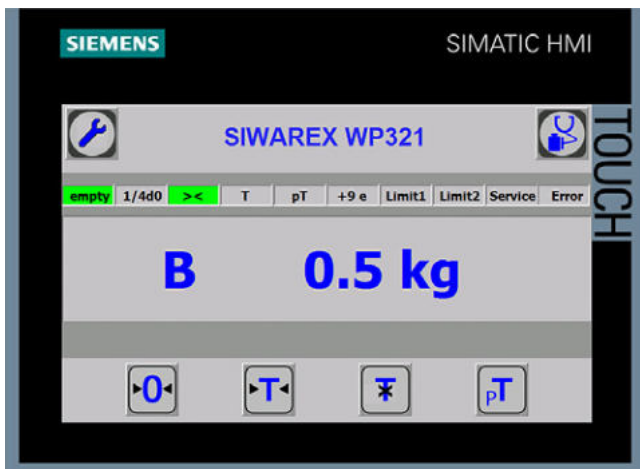 SIEMENS SIMATIC HMI
TOUCH
SIWAREX WP321
empty 1/4d0 >< T pT +9 e Limit1 Limit2 Service Error
B 0.5 kg
▸0◂ ▸T◂ T pT